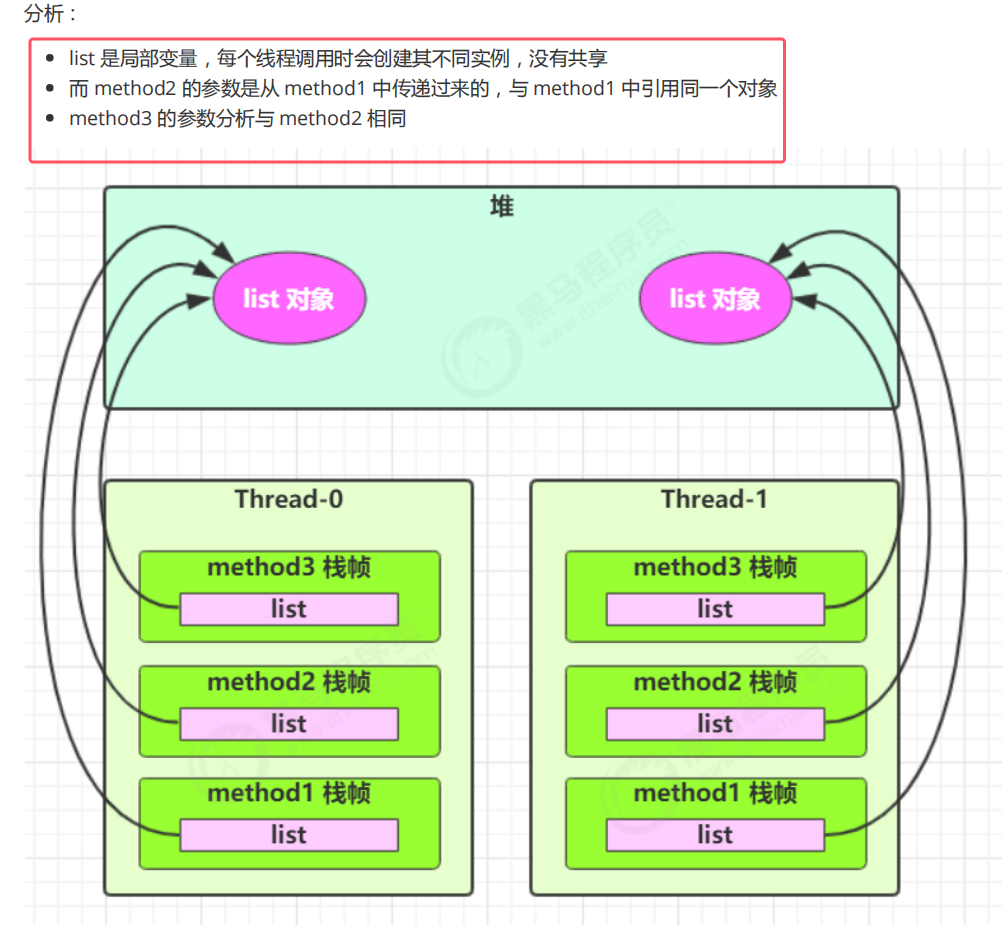 分析：
list 是局部变量，每个线程调用时会创建其不同实例，没有共享
而 method2 的参数是从 method1 中传递过来的，与 method1 中引用同一个对象
method3 的参数分析与 method2 相同
堆
list 对象
list 对象
黑马程序员™
www.itheima.com
Thread-0
method3 栈帧
list
method2 栈帧
list
method1 栈帧
list
Thread-1
method3 栈帧
list
method2 栈帧
list
method1 栈帧
list